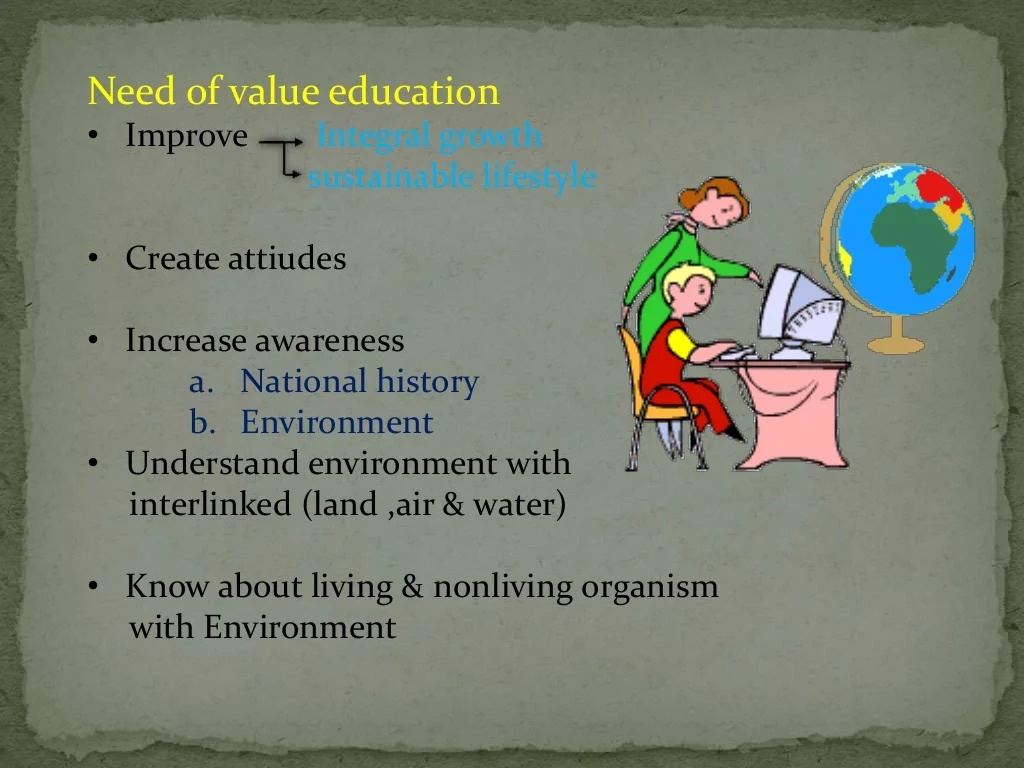 Need of value education
• Improve Integral growth
sustainable lifestyle
• Create attiudes
• Increase awareness
a. National history
b. Environment
• Understand environment with
interlinked (land ,air & water)
• Know about living & nonliving organism
with Environment